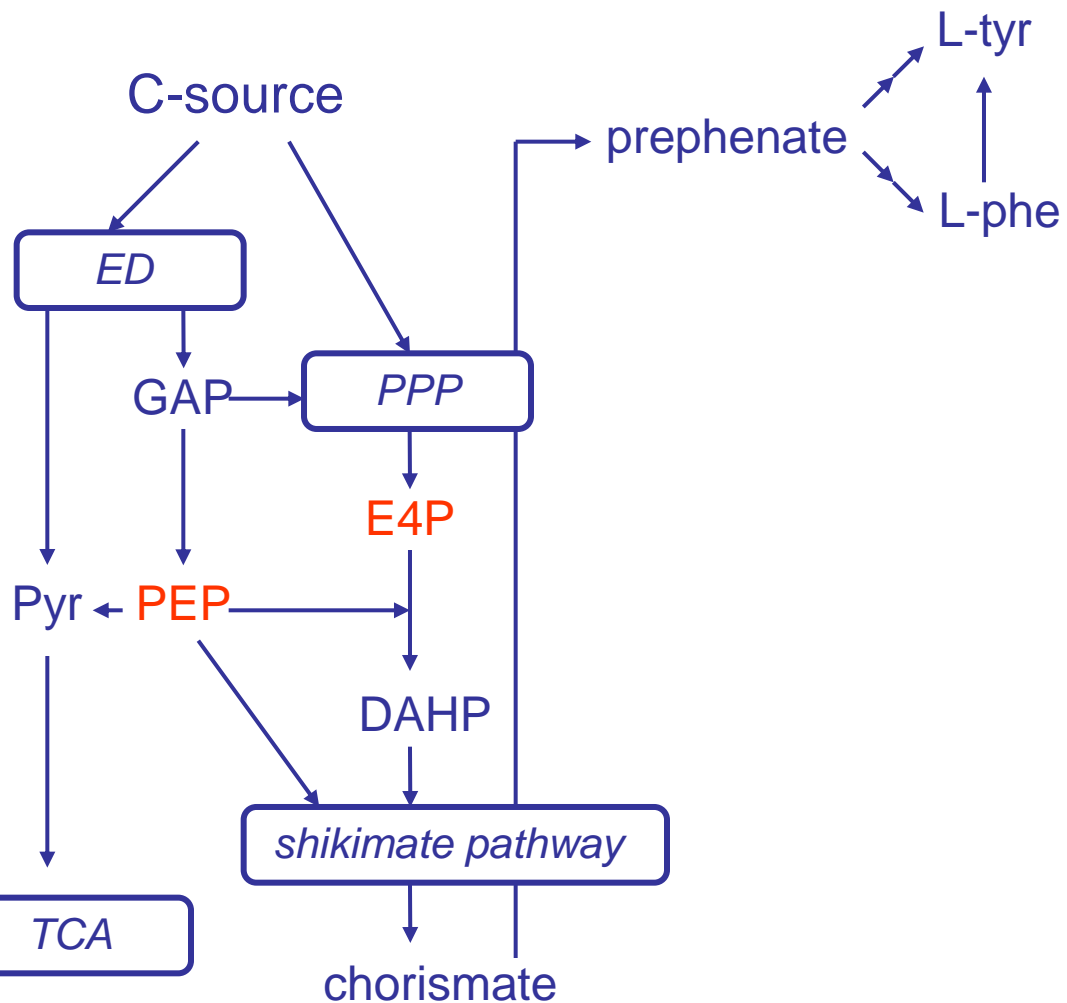 L-tyr
C-source
prephenate
L-phe
ED
GAP
PPP
E4P
Pyr
PEP
DAHP
shikimate pathway
TCA
chorismate